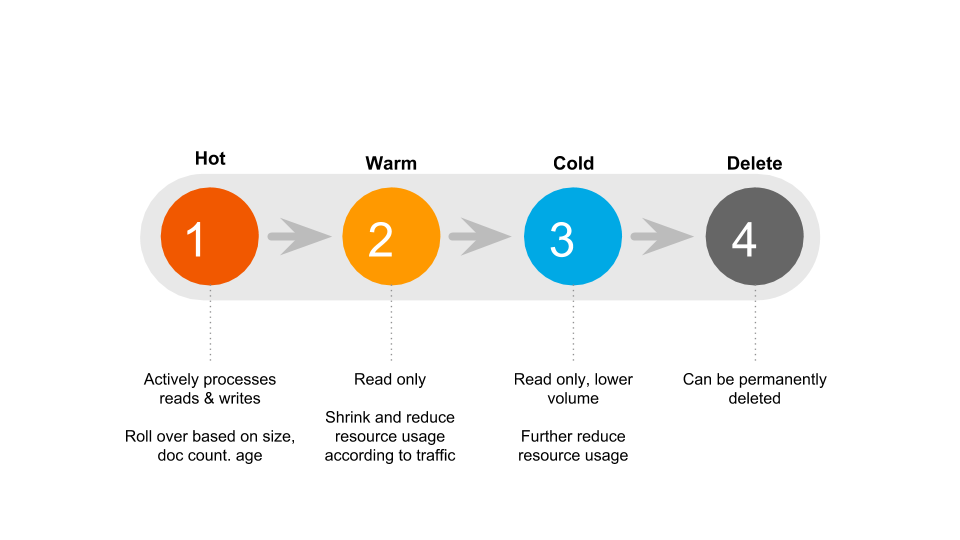 Hot
Warm
Cold
Delete
1
2
3
4
Actively processes
reads & writes
Roll over based on size,
doc count. age
Read only
Shrink and reduce
resource usage
according to traffic
Read only, lower
volume
Further reduce
resource usage
Can be permanently
deleted